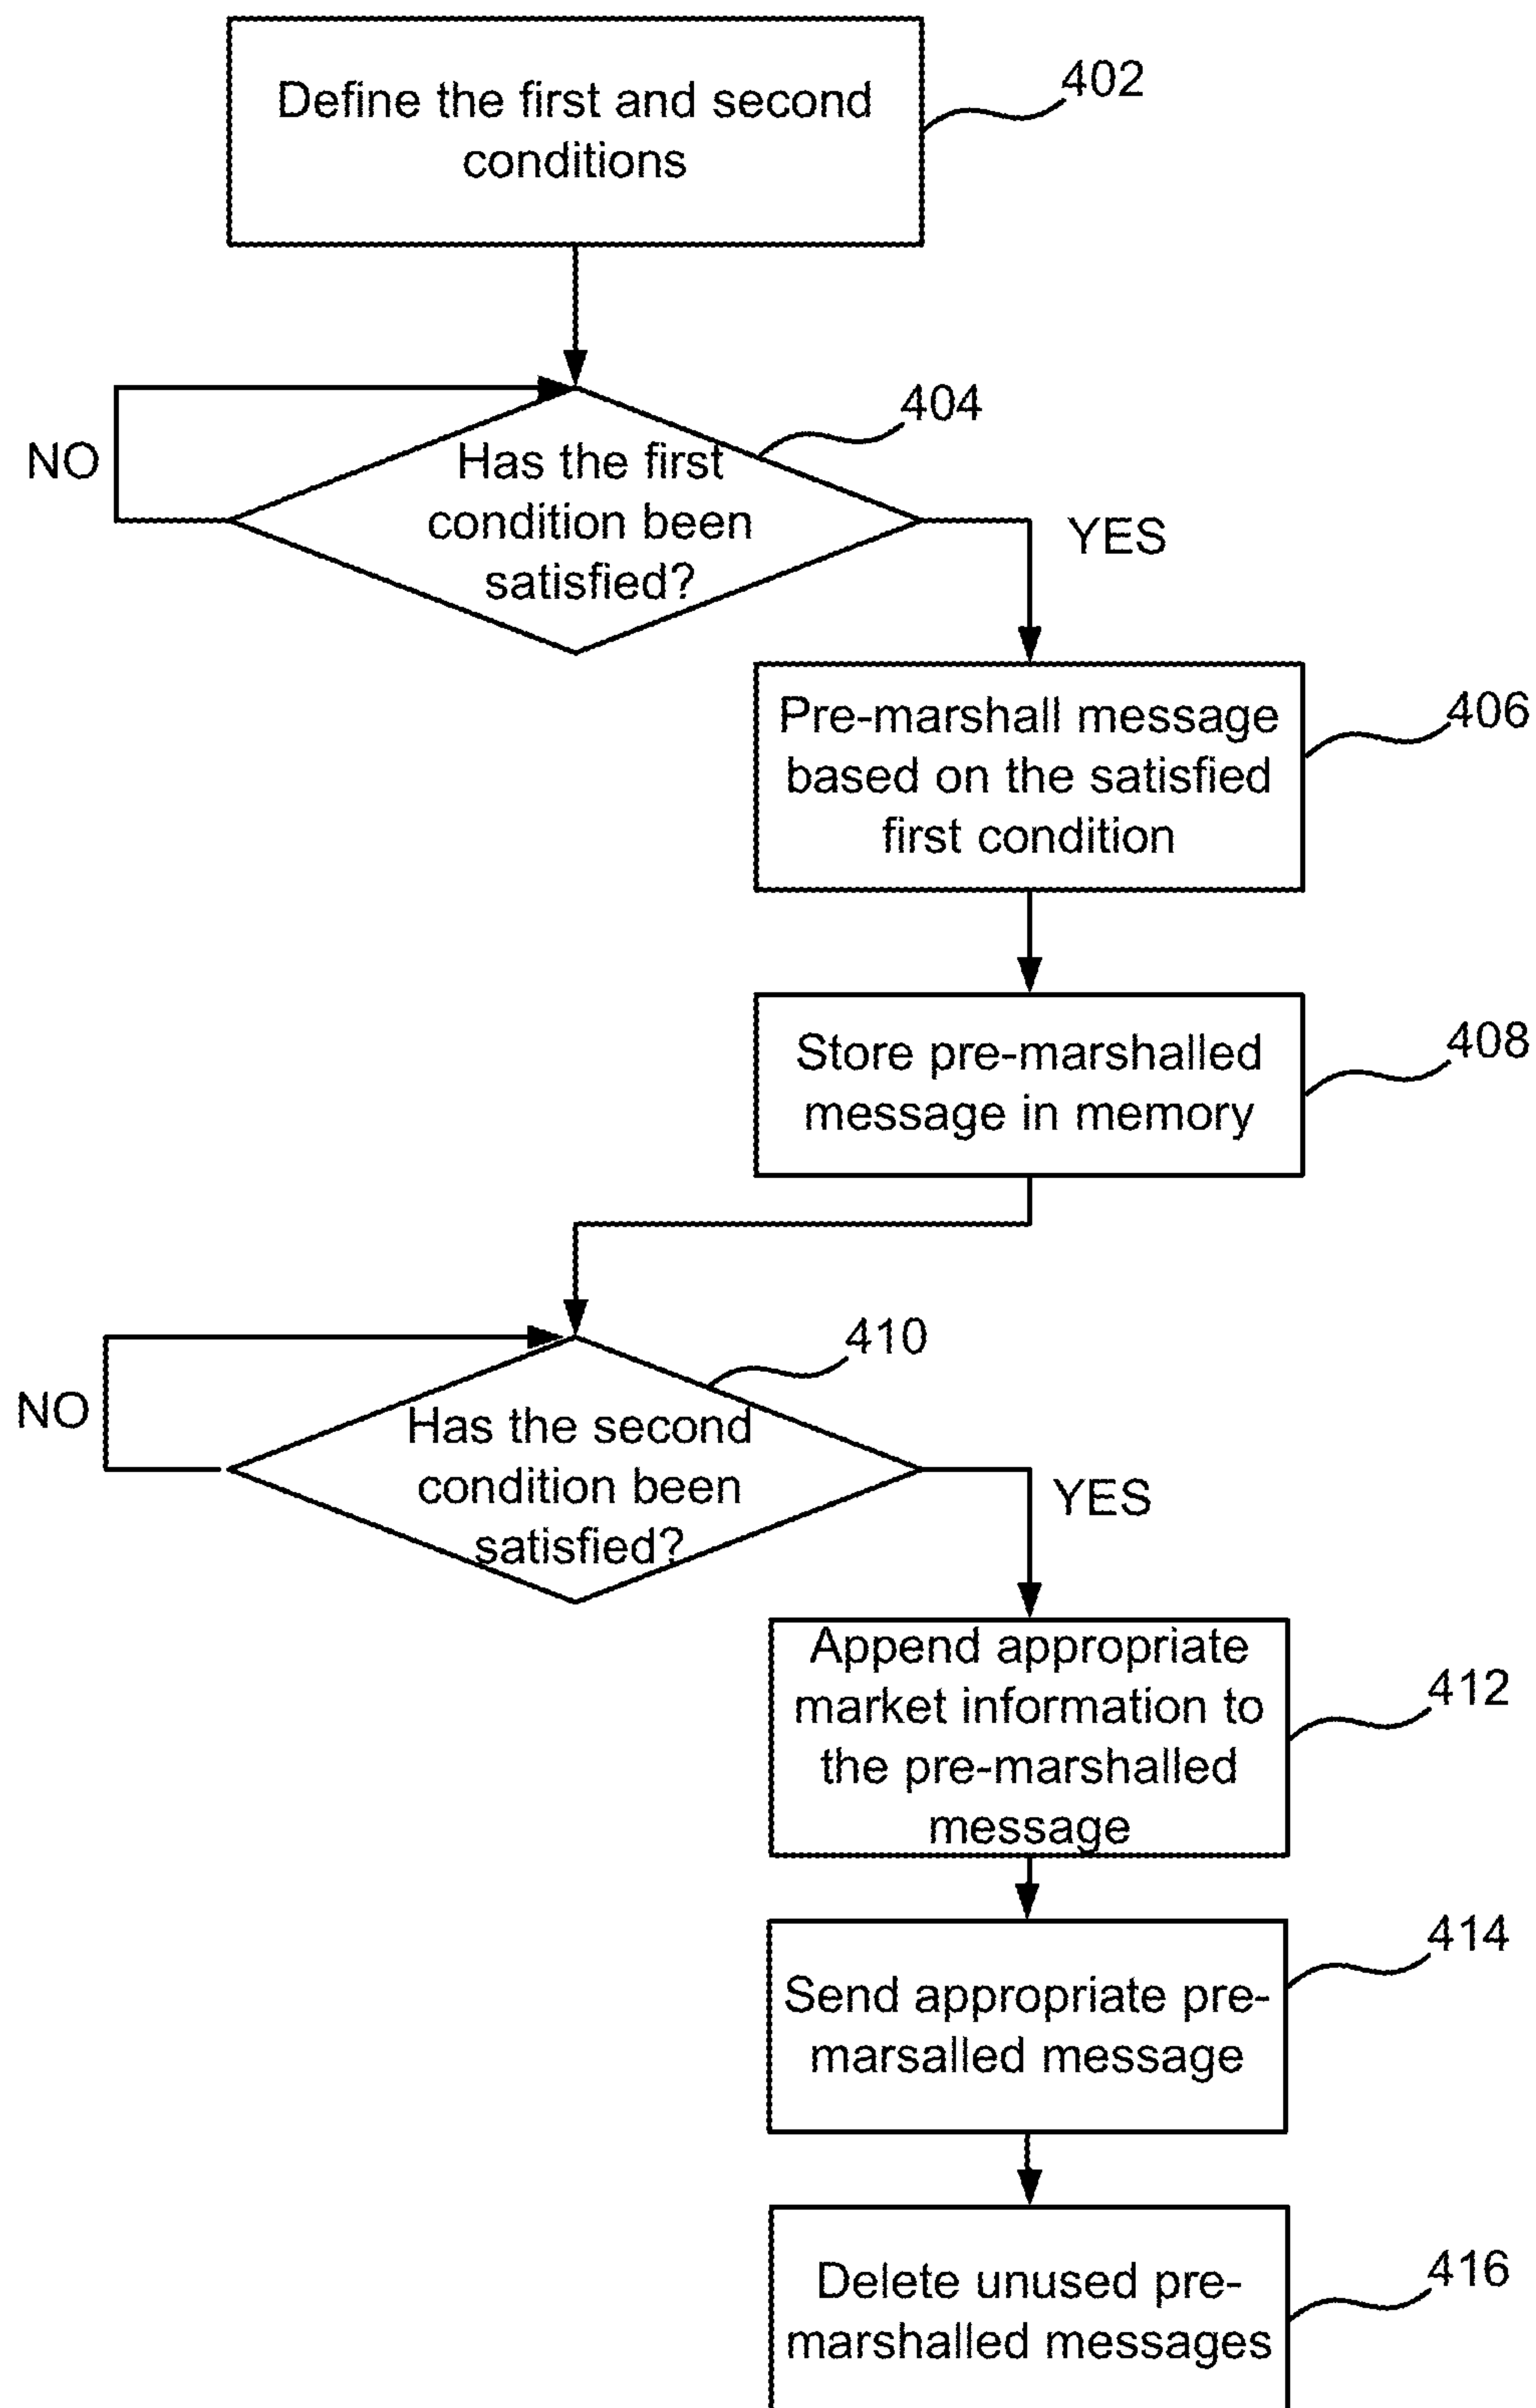 Define the first and second
conditions
402
404
NO
Has the first
condition been
satisfied?
YES
Pre-marshall message
based on the satisfied
first condition
406
Store pre-marshalled
message in memory
408
410
NO
Has the second
condition been
satisfied?
YES
Append appropriate
market information to
the pre-marshalled
message
412
Send appropriate pre-
marsalled message
414
Delete unused pre-
marshalled messages
416